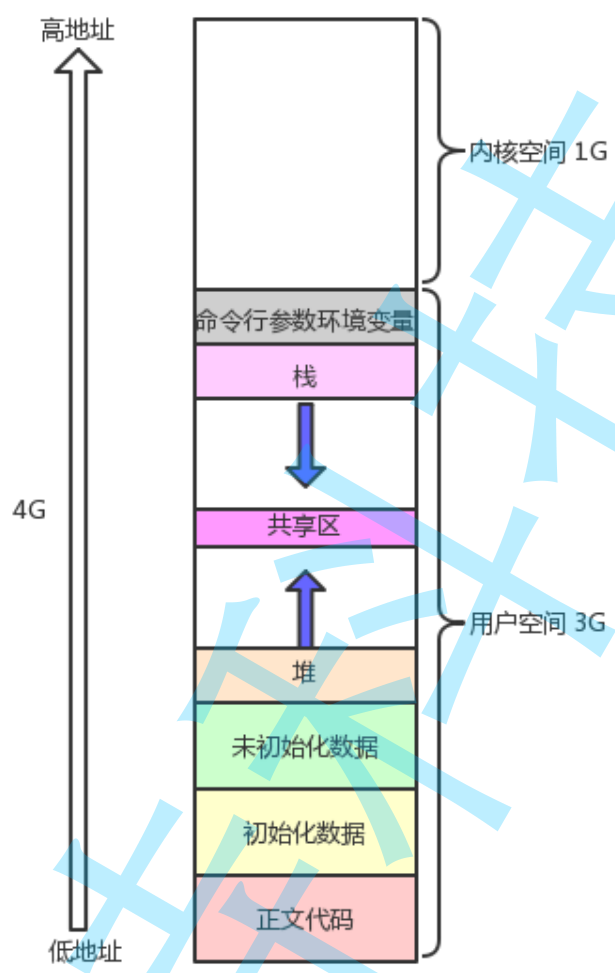 高地址
内核空间 1G
命令行参数环境变量
栈
4G
共享区
用户空间 3G
堆
未初始化数据
初始化数据
正文代码
低地址